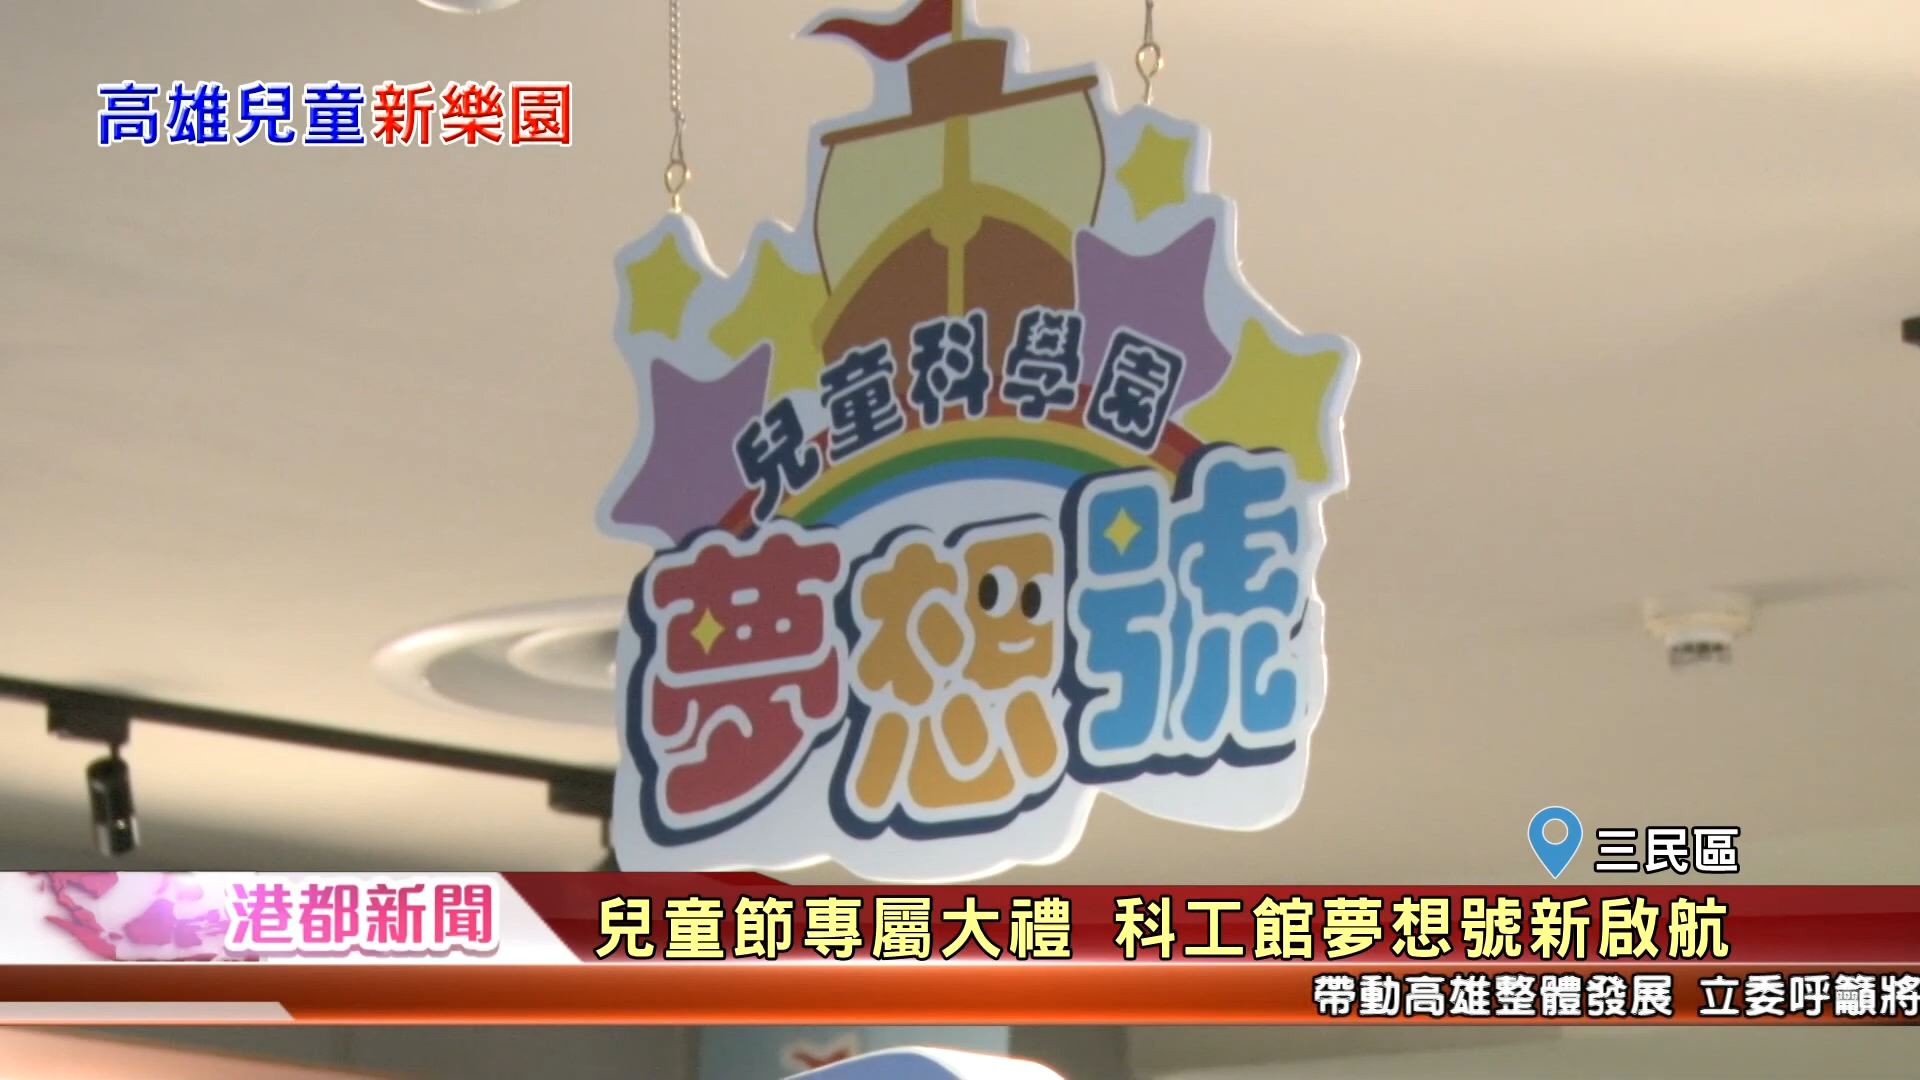 高雄兒童新樂園
兒童科學園
夢想號
三民區
港都新聞
兒童節專屬大禮 科工館夢想號新啟航
帶動高雄整體發展 立委呼籲將